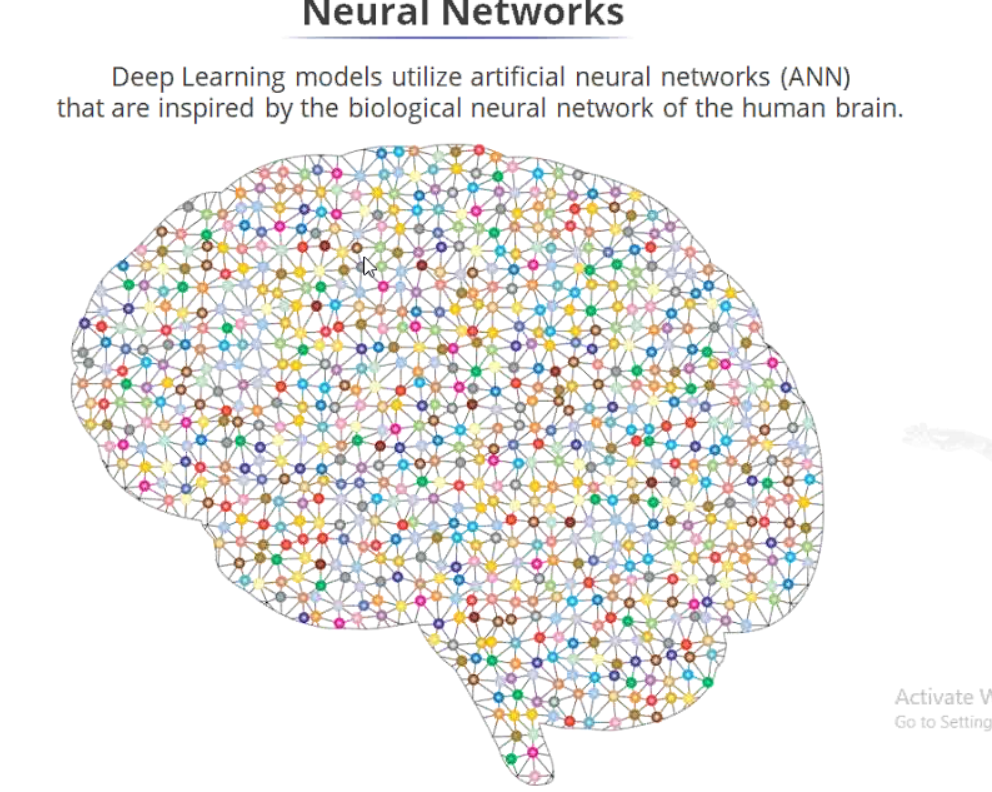 Neural Networks
Deep Learning models utilize artificial neural networks (ANN)
that are inspired by the biological neural network of the human brain.
Activate W
Go to Setting